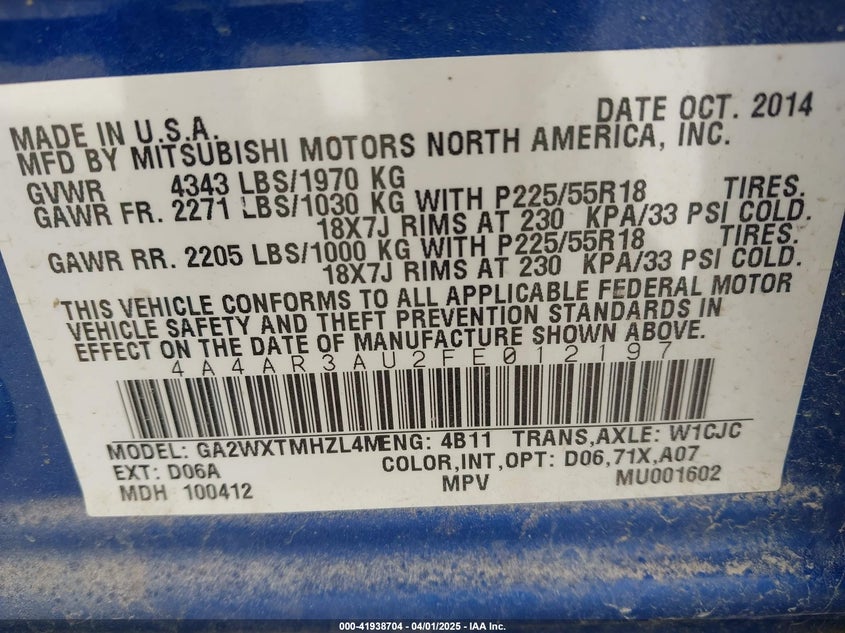 DATE OCT. 2014
MADE IN U.S.A.
MFD BY MITSUBISHI MOTORS NORTH AMERICA, INC.
GVWR 4343 LBS/1970 KG
GAWR FR. 2271 LBS/1030 KG WITH P225/55R18 TIRES.
18X7J RIMS AT 230 KPA/33 PSI COLD.
GAWR RR. 2205 LBS/1000 KG WITH P225/55R18 TIRES.
18X7J RIMS AT 230 KPA/33 PSI COLD.
THIS VEHICLE CONFORMS TO ALL APPLICABLE FEDERAL MOTOR
VEHICLE SAFETY AND THEFT PREVENTION STANDARDS IN
EFFECT ON THE DATE OF MANUFACTURE SHOWN ABOVE.
4A4AR3AU2FE012197
MODEL: GA2WXTMHZL4M ENG: 4B11 TRANS,AXLE: W1CJC
EXT: D06A COLOR,INT,OPT: D06,71X,A07
MDH 100412 MPV MU001602
000-41938704 - 04/01/2025 - IAA Inc.